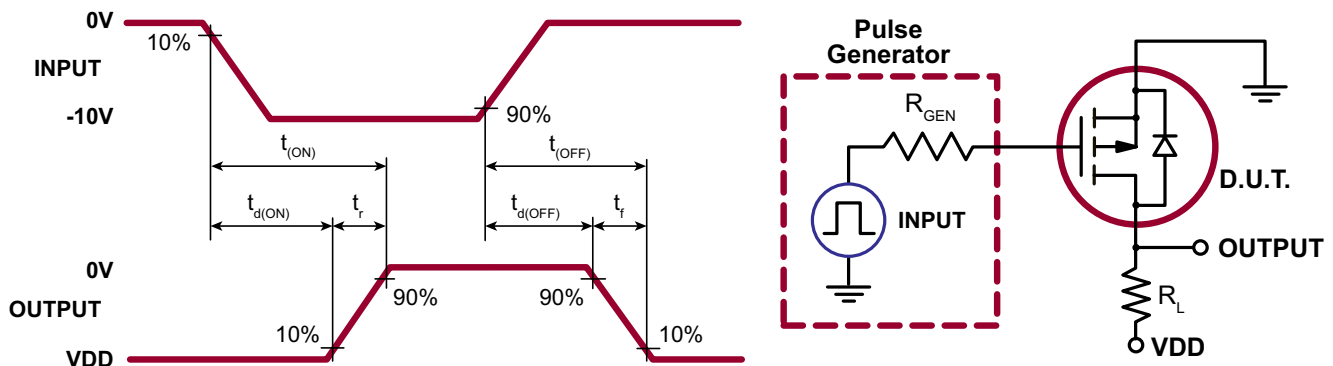 0V
10%
INPUT
-10V
90%
t(ON)
t(OFF)
td(ON)
tr
td(OFF)
tf
0V
90%
90%
OUTPUT
10%
10%
VDD
Pulse
Generator
RGEN
INPUT
D.U.T.
OUTPUT
RL
VDD